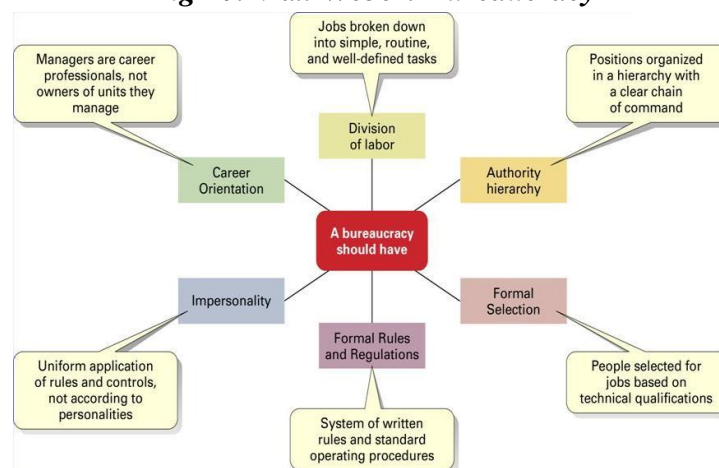 Jobs broken down
into simple, routine,
and well-defined tasks
Managers are career
professionals, not
owners of units they
manage
Positions organized
in a hierarchy with
a clear chain
of command
Division
of labor
Career
Orientation
Authority
hierarchy
A bureaucracy
should have
Impersonality
Formal
Selection
Formal Rules
and Regulations
Uniform application
of rules and controls,
not according to
personalities
People selected for
jobs based on
technical qualifications
System of written
rules and standard
operating procedures